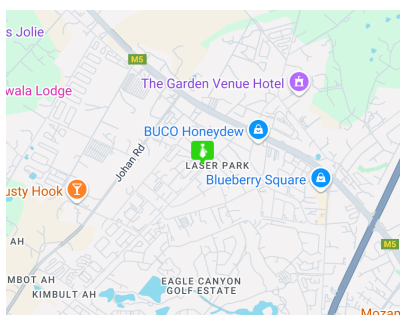 s Jolie
M5
The Garden Venue Hotel
wala Lodge
BUCO Honeydew
Johan Rd
LASER PARK
Blueberry Square
usty Hook
AH
M5
MBOT AH
EAGLE CANYON
GOLF ESTATE
KIMBULT AH
Mozan